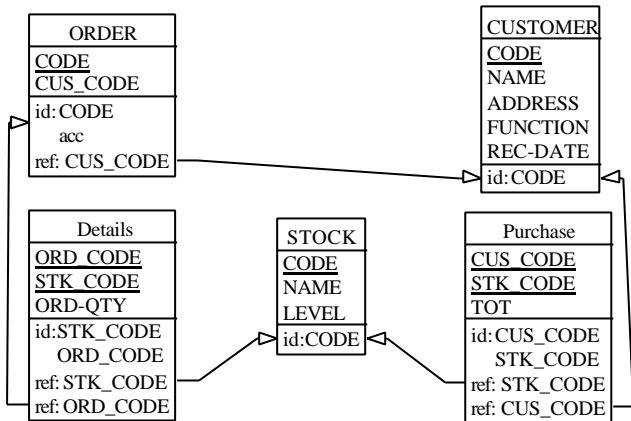 ORDER
CODE
CUS_CODE
id: CODE
acc
ref: CUS_CODE
CUSTOMER
CODE
NAME
ADDRESS
FUNCTION
REC-DATE
id: CODE
Details
ORD_CODE
STK_CODE
ORD-QTY
id:STK_CODE
ORD_CODE
ref: STK_CODE
ref: ORD_CODE
STOCK
CODE
NAME
LEVEL
id:CODE
Purchase
CUS_CODE
STK_CODE
TOT
id: CUS_CODE
STK_CODE
ref: STK_CODE
ref: CUS_CODE